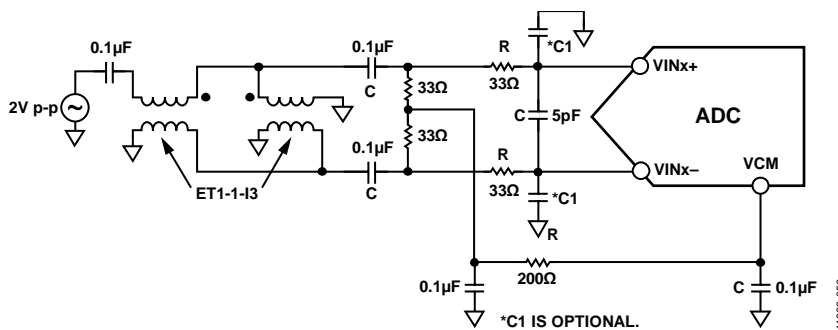 0.1µF
0.1µF
R
*C1
2V p-p
C
33Ω
33Ω
VINx+
33Ω
C
5pF
ADC
R
33Ω
VINx–
VCM
ET1-1-I3
0.1µF
C
*C1
R
0.1µF
200Ω
C
0.1µF
*C1 IS OPTIONAL.